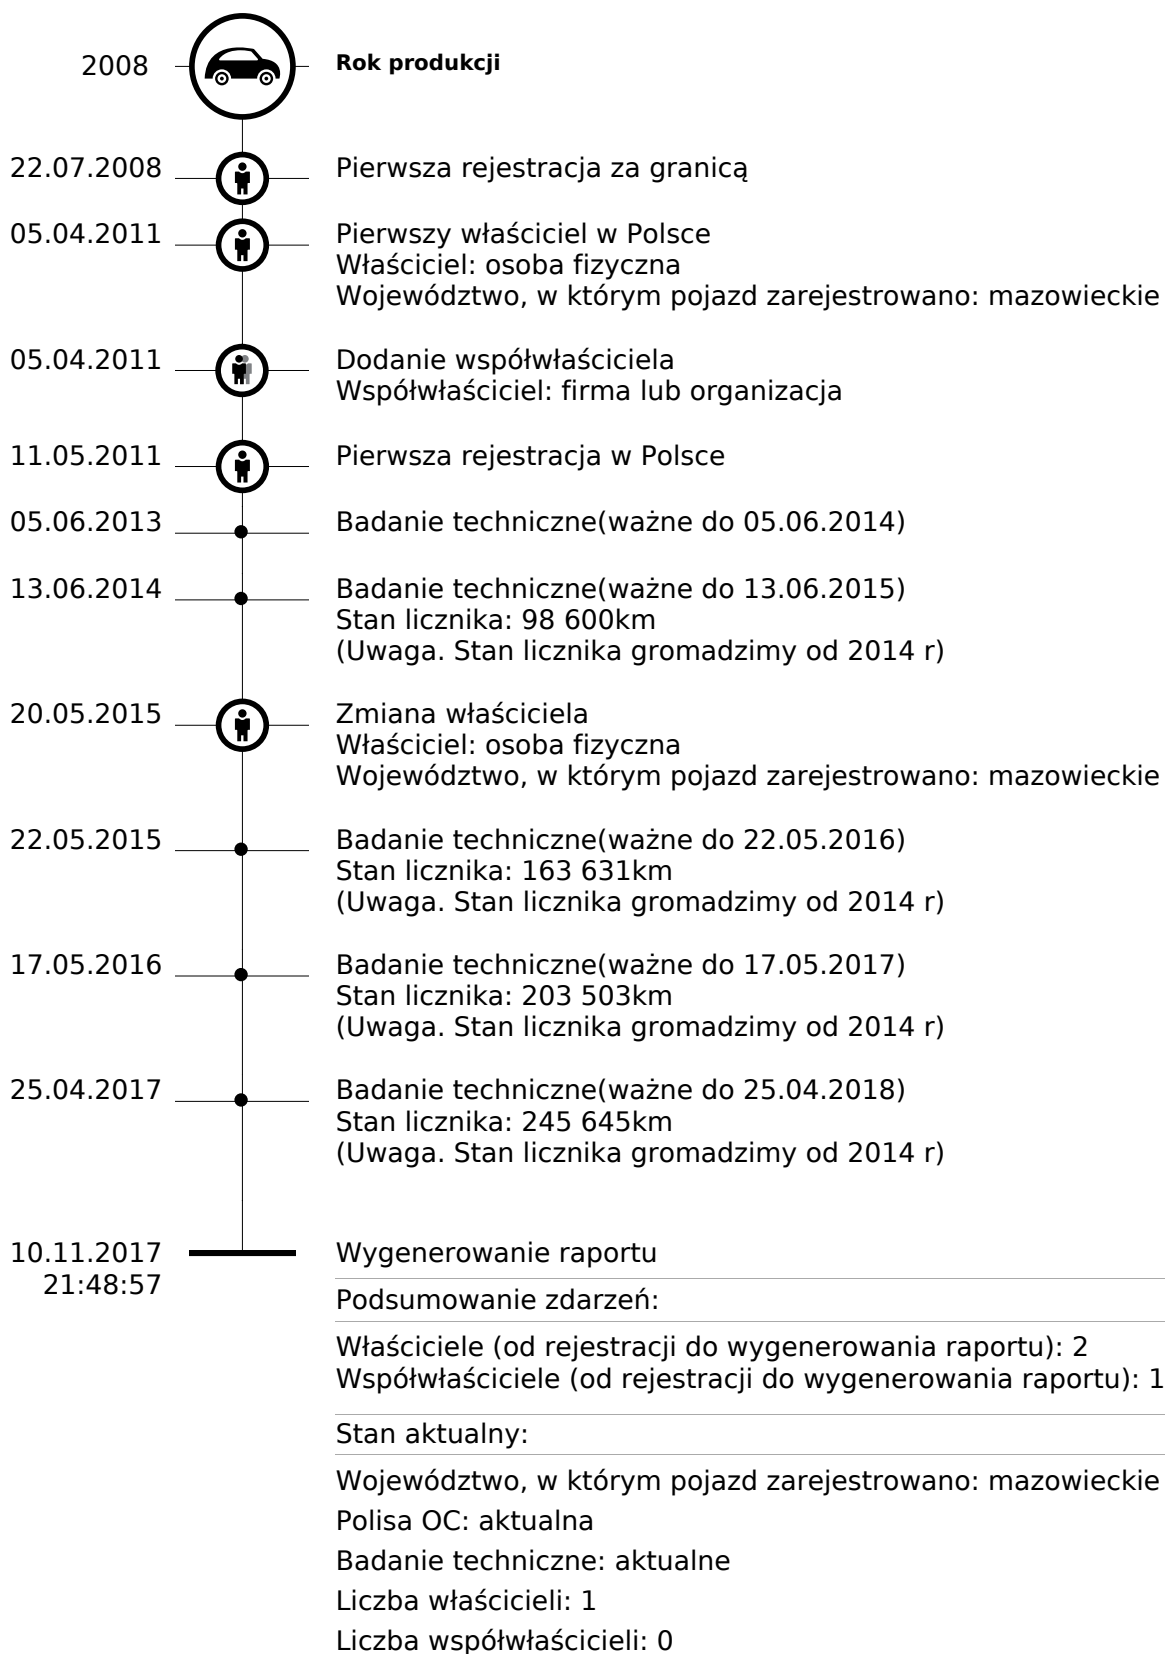 2008 Rok produkcji
22.07.2008 Pierwsza rejestracja za granicą
05.04.2011 Pierwszy właściciel w Polsce
Właściciel: osoba fizyczna
Województwo, w którym pojazd zarejestrowano: mazowieckie
05.04.2011 Dodanie współwłaściciela
Współwłaściciel: firma lub organizacja
11.05.2011 Pierwsza rejestracja w Polsce
05.06.2013 Badanie techniczne(ważne do 05.06.2014)
13.06.2014 Badanie techniczne(ważne do 13.06.2015)
Stan licznika: 98 600km
(Uwaga. Stan licznika gromadzimy od 2014 r)
20.05.2015 Zmiana właściciela
Właściciel: osoba fizyczna
Województwo, w którym pojazd zarejestrowano: mazowieckie
22.05.2015 Badanie techniczne(ważne do 22.05.2016)
Stan licznika: 163 631km
(Uwaga. Stan licznika gromadzimy od 2014 r)
17.05.2016 Badanie techniczne(ważne do 17.05.2017)
Stan licznika: 203 503km
(Uwaga. Stan licznika gromadzimy od 2014 r)
25.04.2017 Badanie techniczne(ważne do 25.04.2018)
Stan licznika: 245 645km
(Uwaga. Stan licznika gromadzimy od 2014 r)
10.11.2017 Wygenerowanie raportu
21:48:57
Podsumowanie zdarzeń:
Właściciele (od rejestracji do wygenerowania raportu): 2
Współwłaściciele (od rejestracji do wygenerowania raportu): 1
Stan aktualny:
Województwo, w którym pojazd zarejestrowano: mazowieckie
Polisa OC: aktualna
Badanie techniczne: aktualne
Liczba właścicieli: 1
Liczba współwłaścicieli: 0